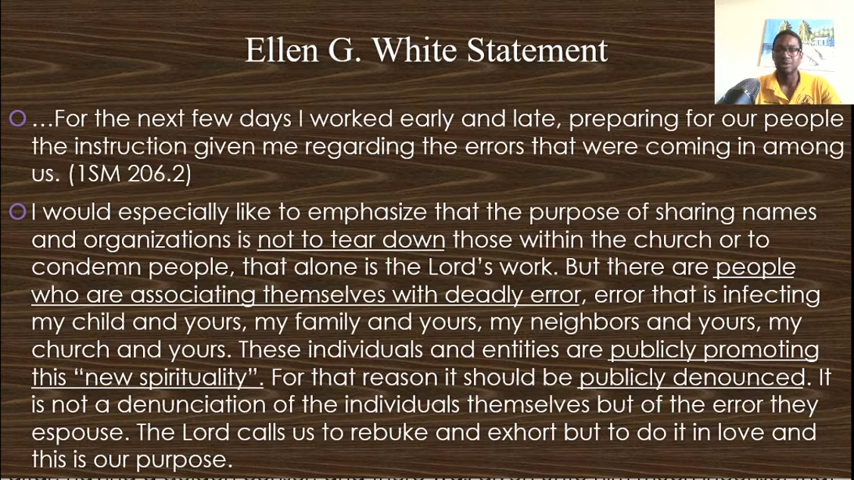 Ellen G. White Statement
…For the next few days I worked early and late, preparing for our people
the instruction given me regarding the errors that were coming in among
us. (1SM 206.2)
I would especially like to emphasize that the purpose of sharing names
and organizations is not to tear down those within the church or to
condemn people, that alone is the Lord's work. But there are people
who are associating themselves with deadly error, error that is infecting
my child and yours, my family and yours, my neighbors and yours, my
church and yours. These individuals and entities are publicly promoting
this "new spirituality". For that reason it should be publicly denounced. It
is not a denunciation of the individuals themselves but of the error they
espouse. The Lord calls us to rebuke and exhort but to do it in love and
this is our purpose.